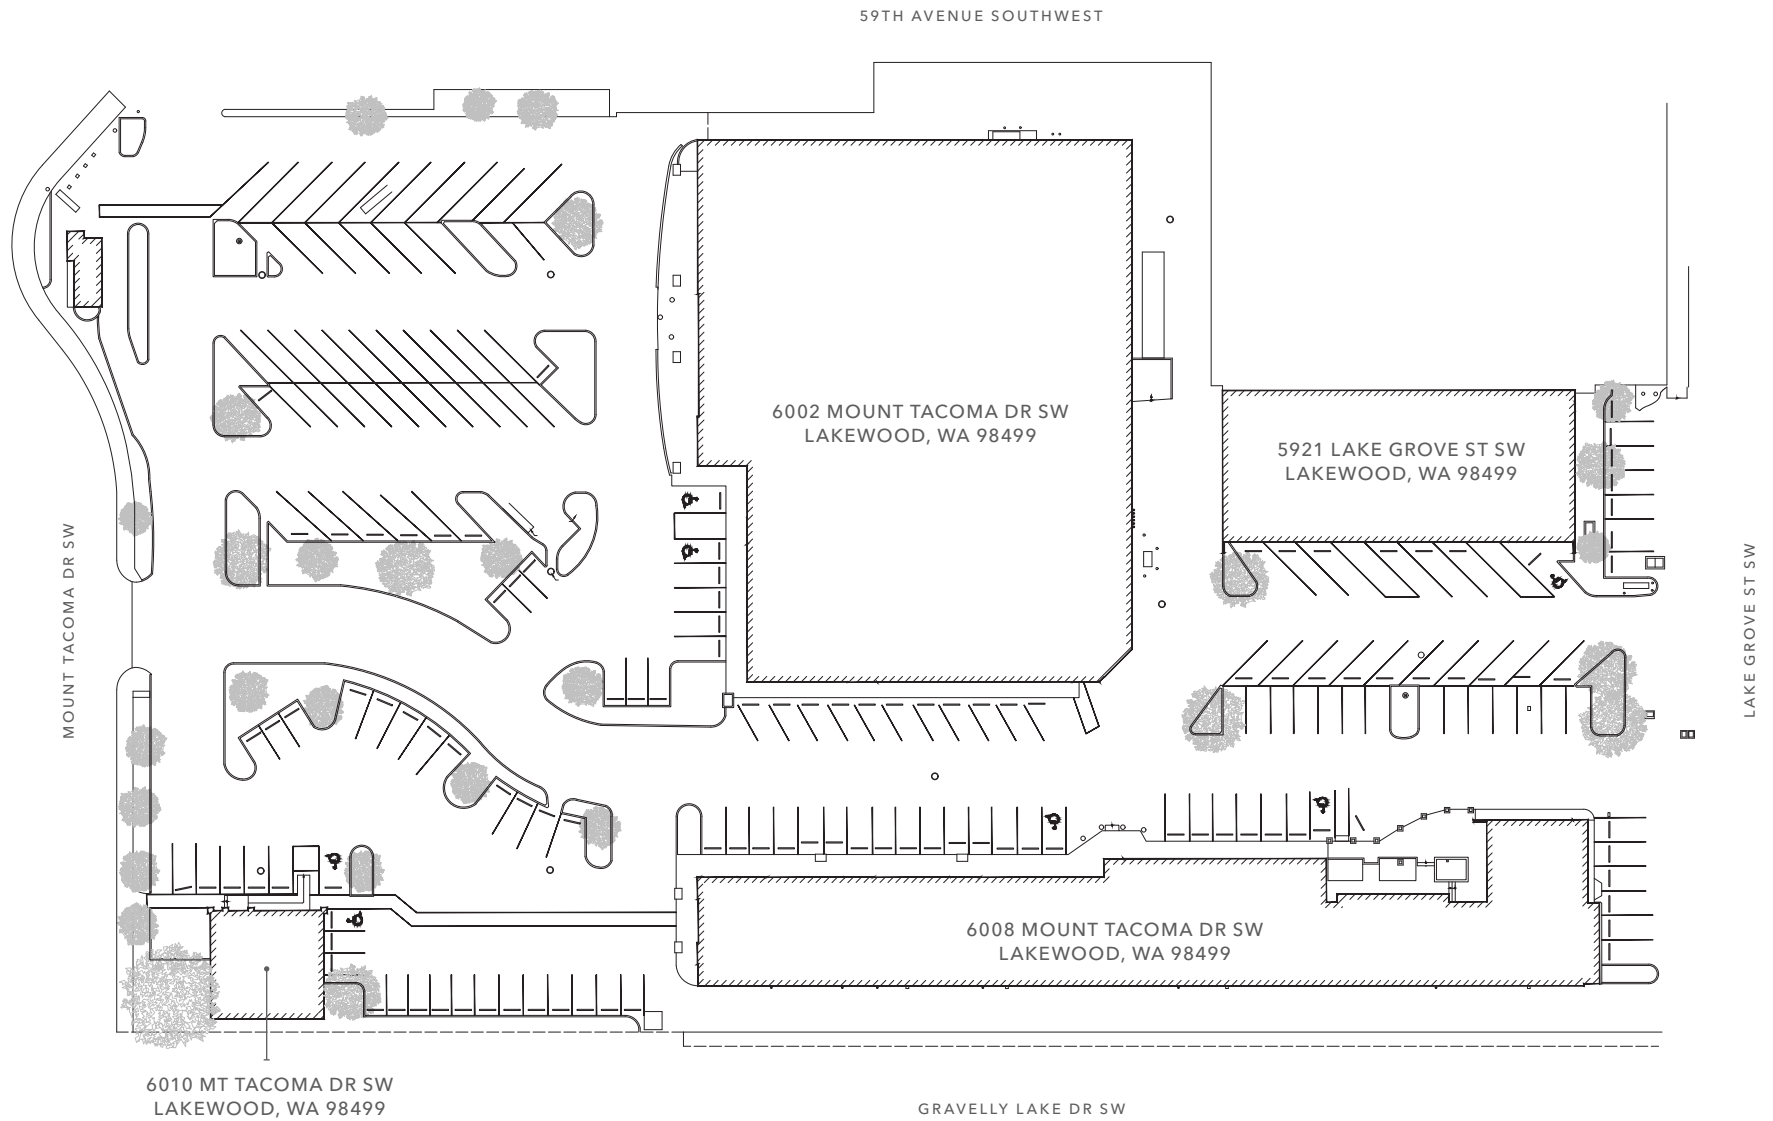 59TH AVENUE SOUTHWEST
6002 MOUNT TACOMA DR SW
LAKEWOOD, WA 98499
5921 LAKE GROVE ST SW
LAKEWOOD, WA 98499
MOUNT TACOMA DR SW
LAKE GROVE ST SW
6008 MOUNT TACOMA DR SW
LAKEWOOD, WA 98499
6010 MT TACOMA DR SW
LAKEWOOD, WA 98499
GRAVELLY LAKE DR SW